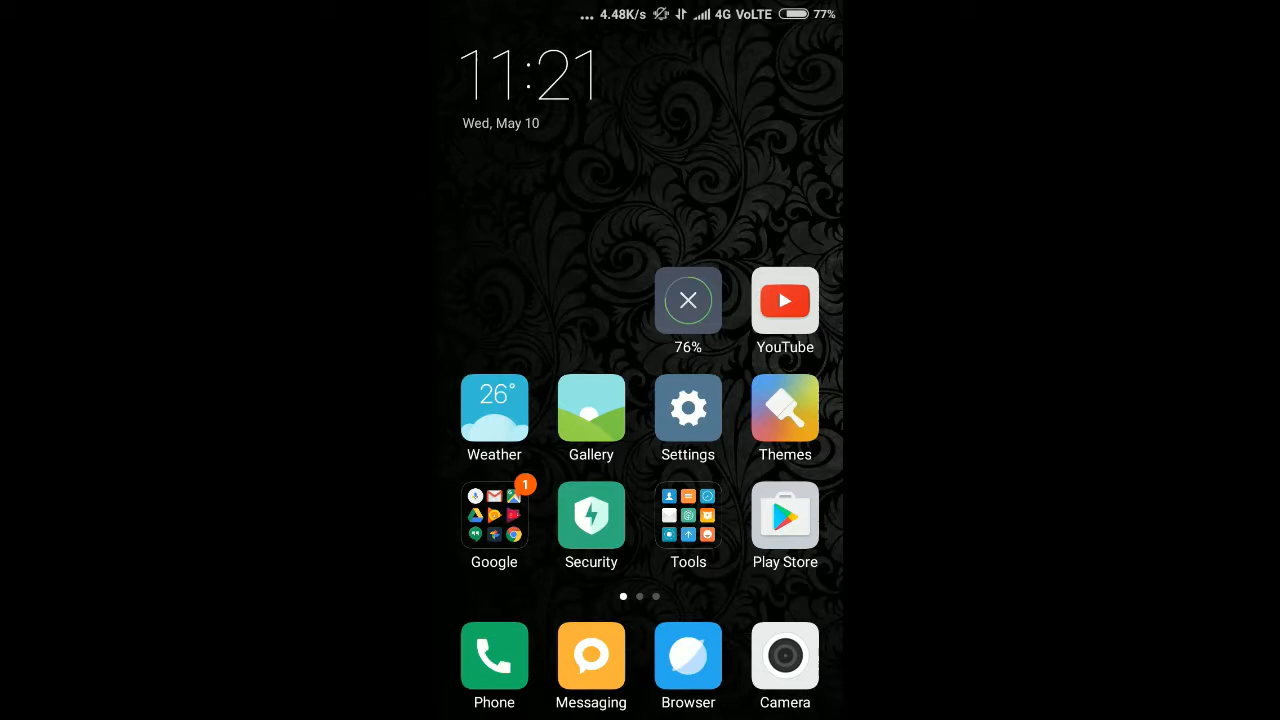 ... 4.48K/s 4G VoLTE 77%
11:21
Wed, May 10
76% YouTube
26°
Weather Gallery Settings Themes
1
Google Security Tools Play Store
Phone Messaging Browser Camera